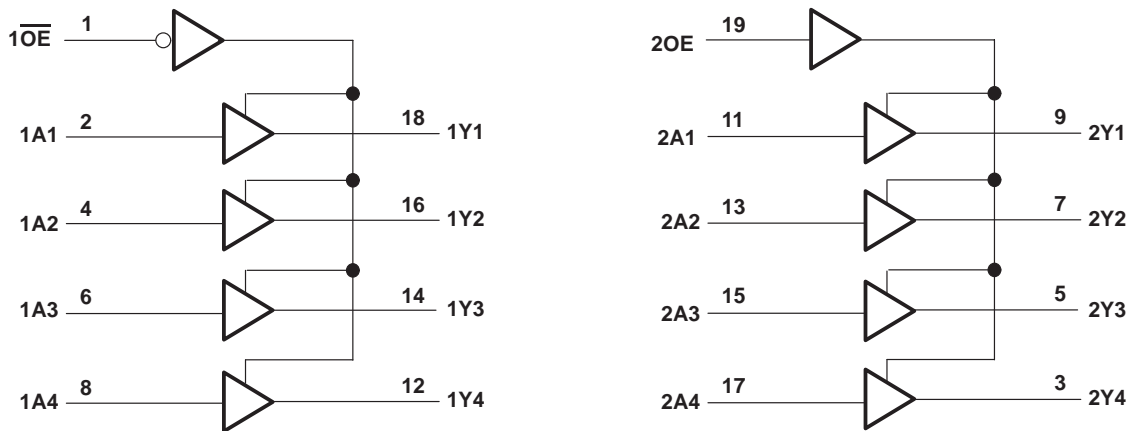 1O̅E̅ 1
1A1 2 18 1Y1
1A2 4 16 1Y2
1A3 6 14 1Y3
1A4 8 12 1Y4
2OE 19
2A1 11 9 2Y1
2A2 13 7 2Y2
2A3 15 5 2Y3
2A4 17 3 2Y4